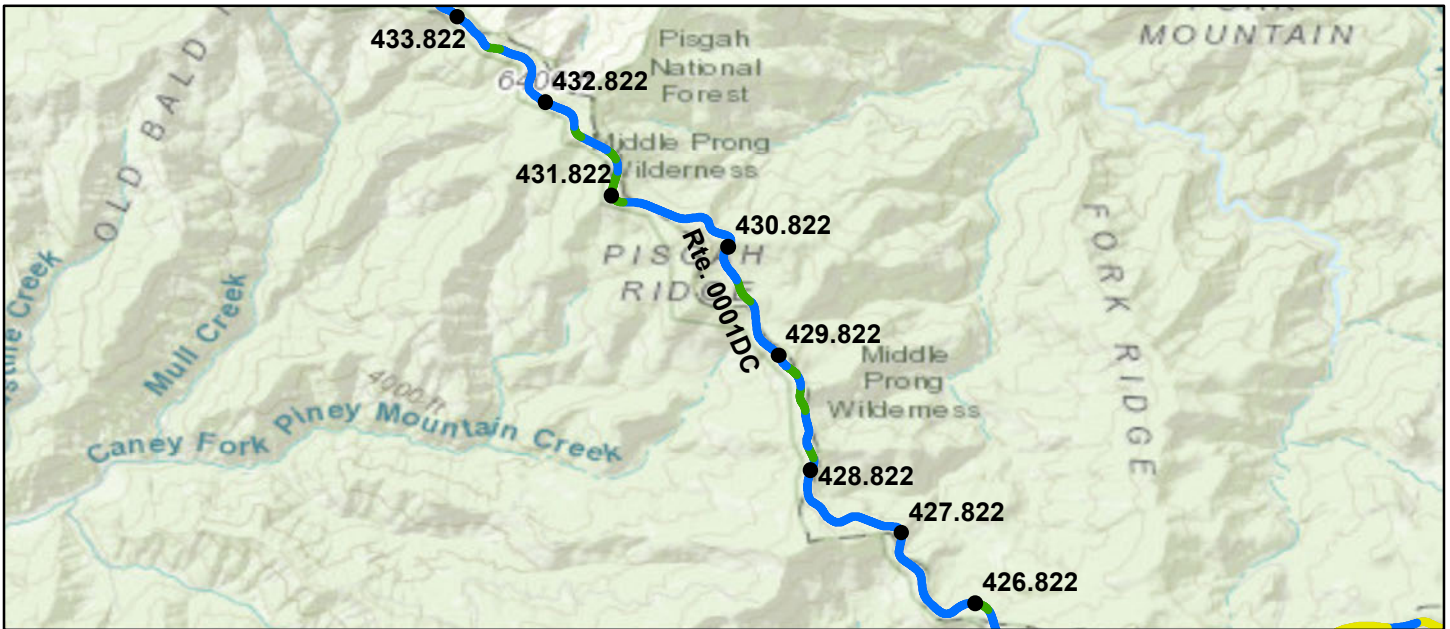 MOUNTAIN
433.822
Pisgah
National
Forest
432.822
OLD BALD
Middle Prong
Wilderness
431.822
430.822
PISGAH
RIDGE
Rte. 0001DC
FORK RIDGE
429.822
Middle
Prong
Wilderness
Creek
Mull Creek
4000 ft
Caney Fork
Piney Mountain Creek
428.822
427.822
426.822